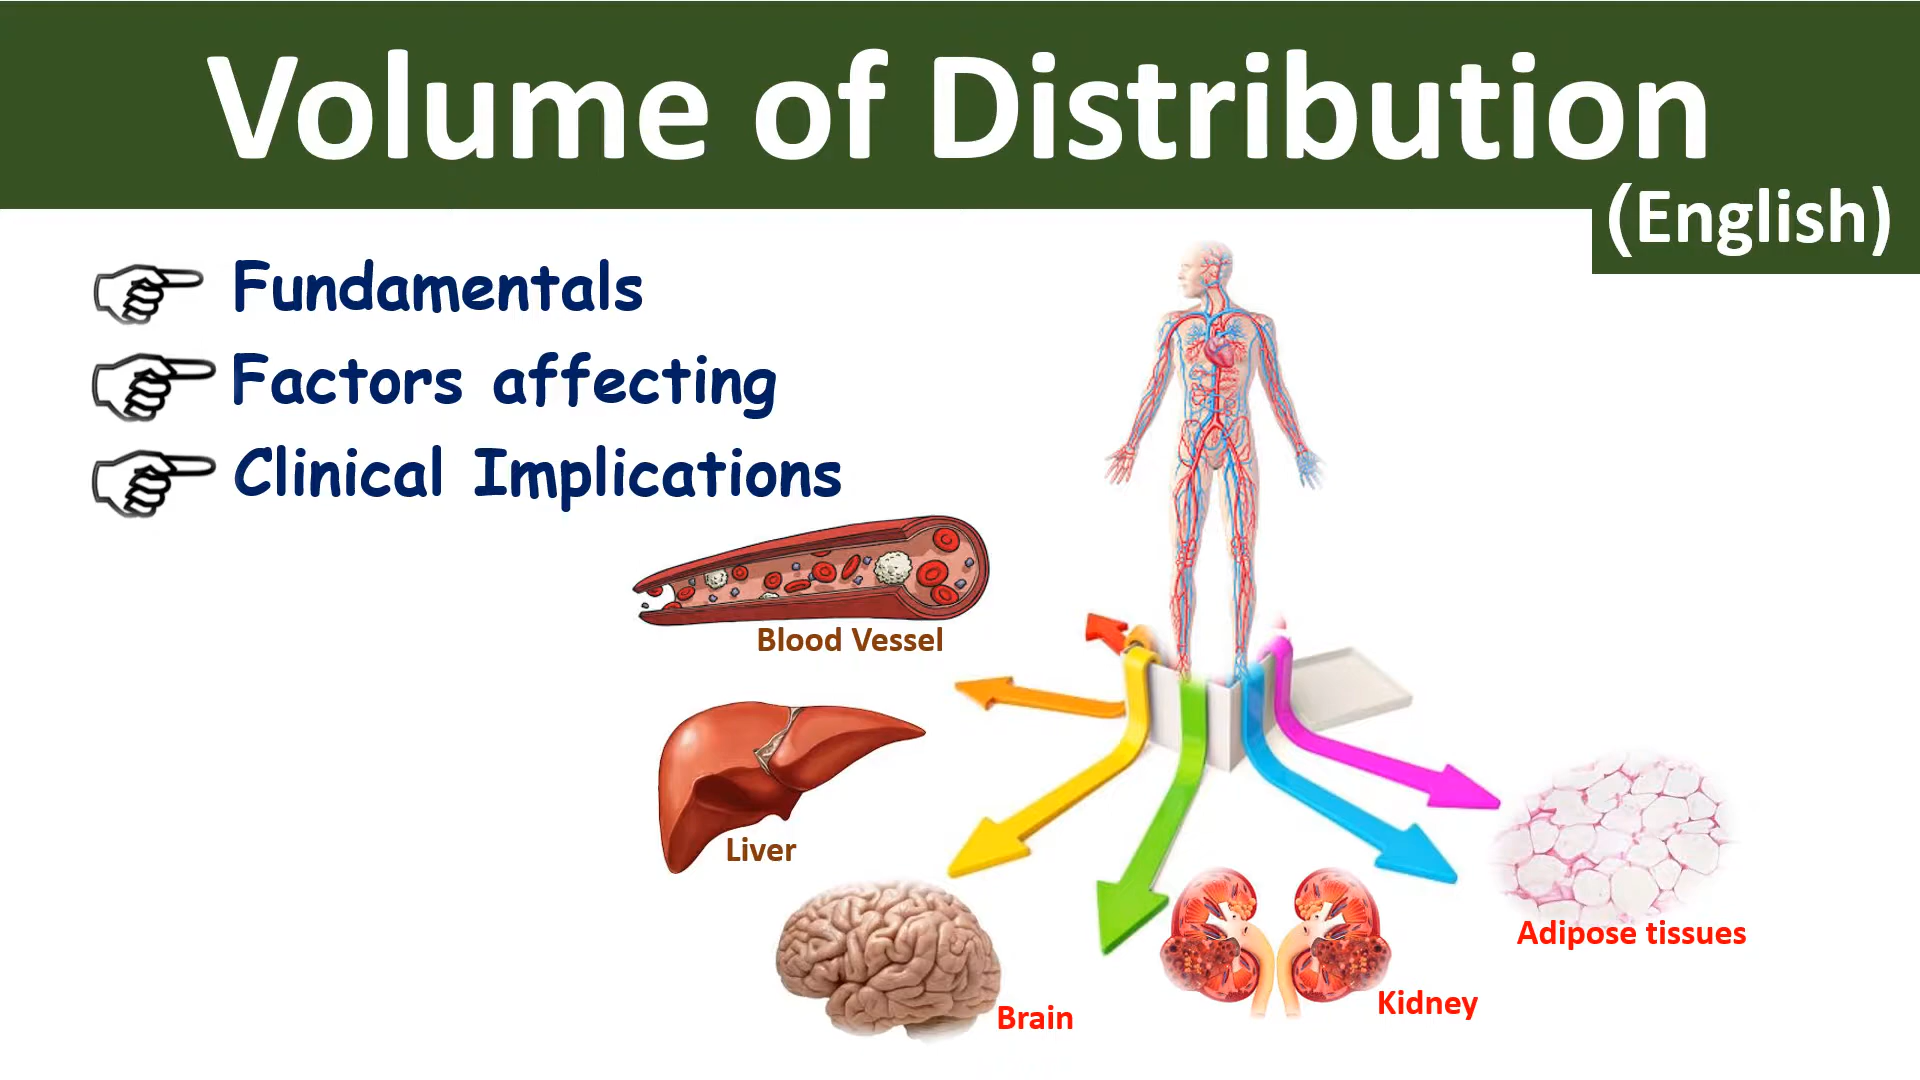 Volume of Distribution
(English)
Fundamentals
Factors affecting
Clinical Implications
Blood Vessel
Liver
Brain
Kidney
Adipose tissues